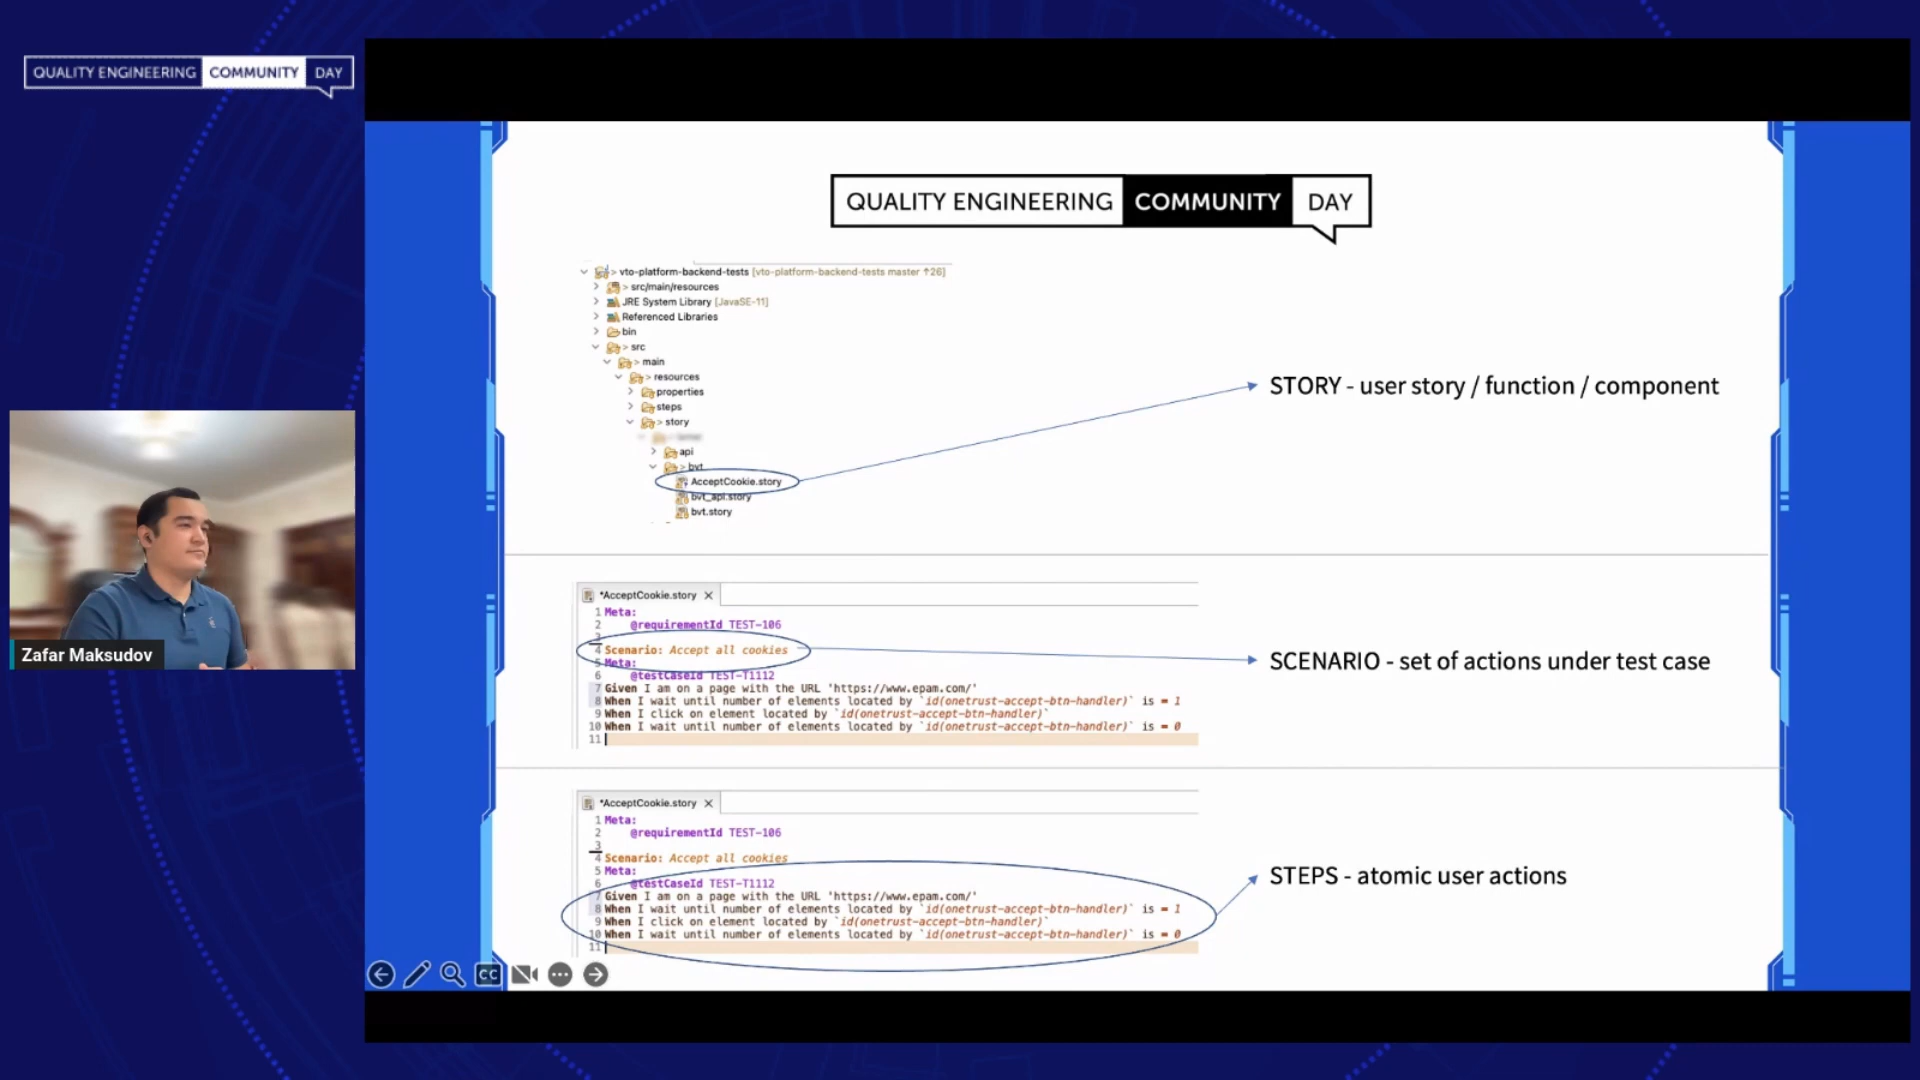 QUALITY ENGINEERING COMMUNITY DAY
QUALITY ENGINEERING COMMUNITY DAY
> vto-platform-backend-tests [vto-platform-backend-tests master ↑26]
> src/main/resources
JRE System Library [JavaSE-11]
Referenced Libraries
bin
> src
> main
> resources
properties
steps
> story
api
> bvt
AcceptCookie.story
bvt_api.story
bvt.story
STORY - user story / function / component
*AcceptCookie.story
1 Meta:
2 @requirementId TEST-106
3
4 Scenario: Accept all cookies
5 Meta:
6 @testCaseId TEST-T1112
7 Given I am on a page with the URL 'https://www.epam.com/'
8 When I wait until number of elements located by `id(onetrust-accept-btn-handler)` is = 1
9 When I click on element located by `id(onetrust-accept-btn-handler)`
10 When I wait until number of elements located by `id(onetrust-accept-btn-handler)` is = 0
11
SCENARIO - set of actions under test case
*AcceptCookie.story
1 Meta:
2 @requirementId TEST-106
3
4 Scenario: Accept all cookies
5 Meta:
6 @testCaseId TEST-T1112
7 Given I am on a page with the URL 'https://www.epam.com/'
8 When I wait until number of elements located by `id(onetrust-accept-btn-handler)` is = 1
9 When I click on element located by `id(onetrust-accept-btn-handler)`
10 When I wait until number of elements located by `id(onetrust-accept-btn-handler)` is = 0
11
STEPS - atomic user actions
Zafar Maksudov
CC